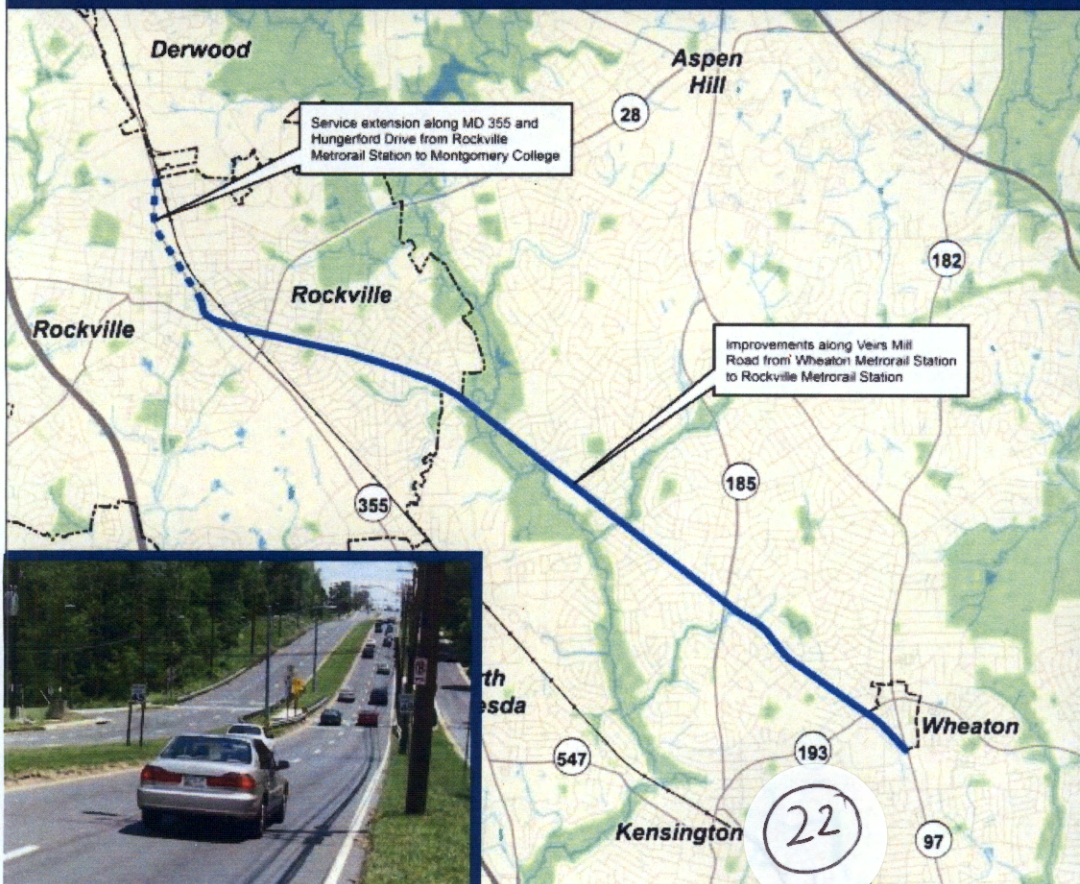 Derwood
Aspen
Hill
28
Service extension along MD 355 and
Hungerford Drive from Rockville
Metrorail Station to Montgomery College
182
Rockville
Rockville
Improvements along Veirs Mill
Road from Wheaton Metrorail Station
to Rockville Metrorail Station
185
355
rth
esda
Wheaton
193
547
22
Kensington
97